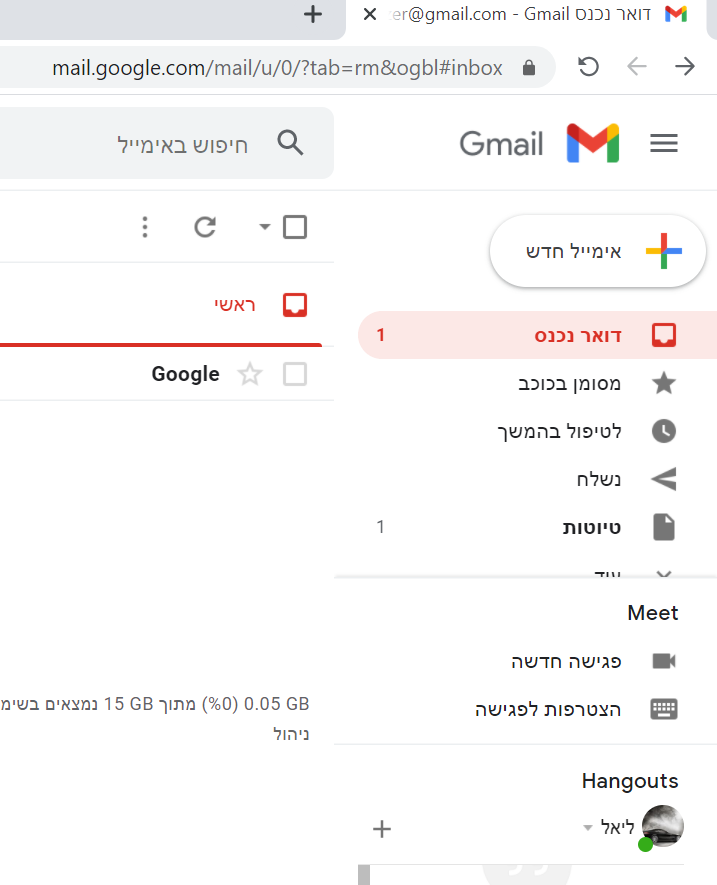 דואר נכנס - Gmail - er@gmail.com
mail.google.com/mail/u/0/?tab=rm&ogbl#inbox
Gmail
חיפוש באימייל
אימייל חדש
ראשי
דואר נכנס 1
Google
מסומן בכוכב
לטיפול בהמשך
נשלח
טיוטות 1
עוד
Meet
פגישה חדשה
הצטרפות לפגישה
0.05 GB (0%) מתוך 15 GB נמצאים בשימ
ניהול
Hangouts
ליאל